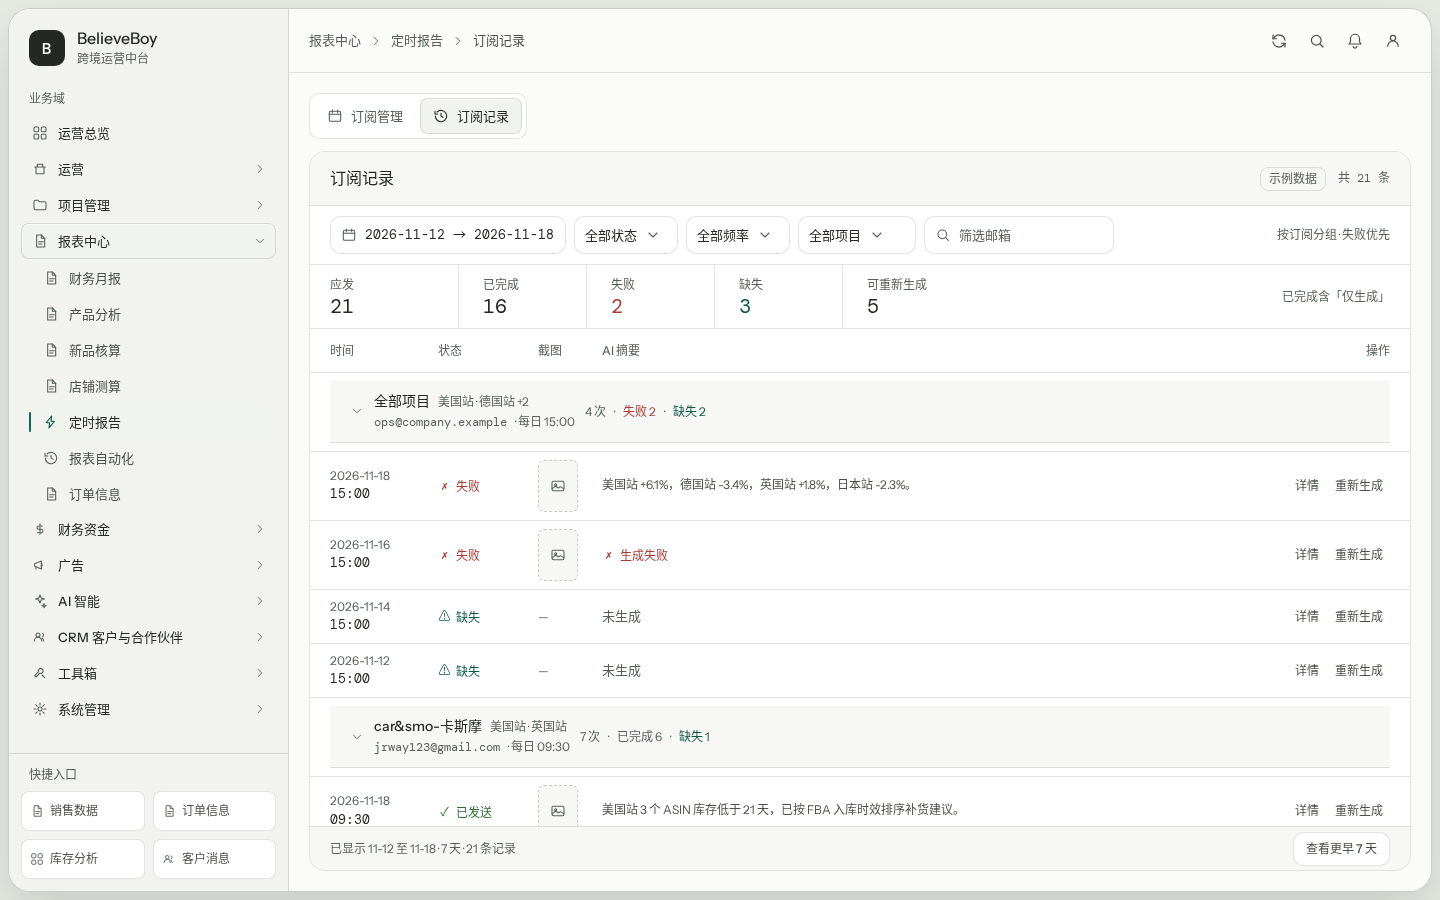 B
BelieveBoy
跨境运营中台
业务域
运营总览
运营
项目管理
报表中心
财务月报
产品分析
新品核算
店铺测算
定时报告
报表自动化
订单信息
财务资金
广告
AI 智能
CRM 客户与合作伙伴
工具箱
系统管理
快捷入口
销售数据
订单信息
库存分析
客户消息
报表中心 > 定时报告 > 订阅记录
订阅管理
订阅记录
订阅记录
示例数据
共 21 条
2026-11-12 → 2026-11-18
全部状态
全部频率
全部项目
筛选邮箱
按订阅分组·失败优先
应发
21
已完成
16
失败
2
缺失
3
可重新生成
5
已完成含「仅生成」
时间 状态 截图 AI 摘要 操作
全部项目 美国站·德国站 +2
ops@company.example ·每日 15:00
4 次 · 失败 2 · 缺失 2
2026-11-18
15:00
✗ 失败
美国站 +6.1%，德国站 -3.4%，英国站 +1.8%，日本站 -2.3%。
详情 重新生成
2026-11-16
15:00
✗ 失败
✗ 生成失败
详情 重新生成
2026-11-14
15:00
缺失
—
未生成
详情 重新生成
2026-11-12
15:00
缺失
—
未生成
详情 重新生成
car&smo-卡斯摩 美国站·英国站
jrway123@gmail.com ·每日 09:30
7 次 · 已完成 6 · 缺失 1
2026-11-18
09:30
✓ 已发送
美国站 3 个 ASIN 库存低于 21 天，已按 FBA 入库时效排序补货建议。
详情 重新生成
已显示 11-12 至 11-18·7 天·21 条记录
查看更早 7 天